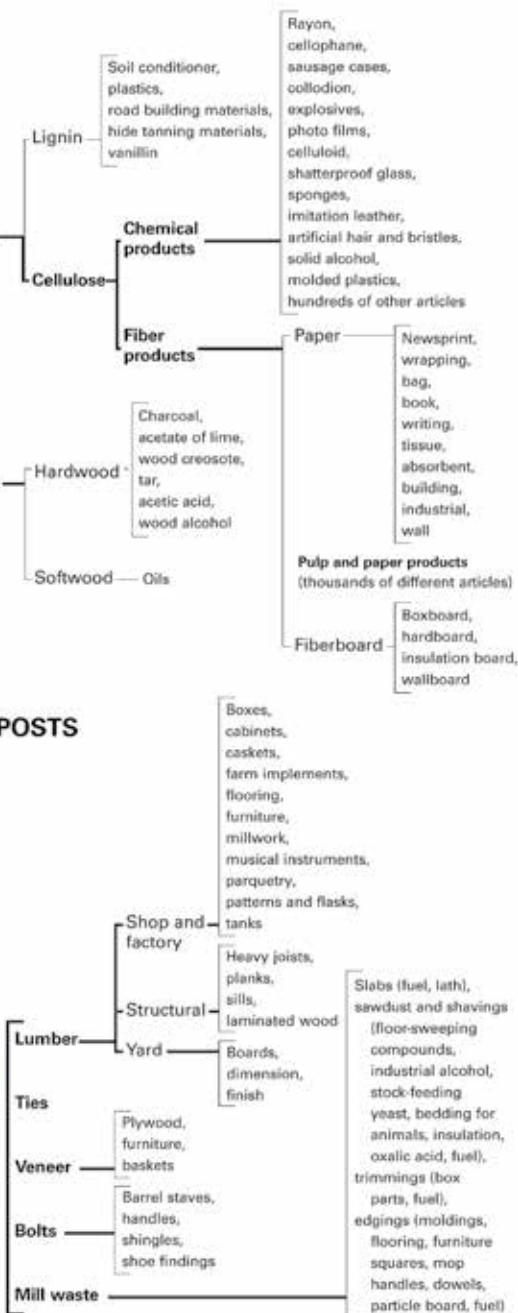 Lignin
Soil conditioner,
plastics,
road building materials,
hide tanning materials,
vanillin
Cellulose
Chemical
products
Rayon,
cellophane,
sausage cases,
collodion,
explosives,
photo films,
celluloid,
shatterproof glass,
sponges,
imitation leather,
artificial hair and bristles,
solid alcohol,
molded plastics,
hundreds of other articles
Fiber
products
Paper
Newsprint,
wrapping,
bag,
book,
writing,
tissue,
absorbent,
building,
industrial,
wall
Pulp and paper products
(thousands of different articles)
Fiberboard
Boxboard,
hardboard,
insulation board,
wallboard
Hardwood
Charcoal,
acetate of lime,
wood creosote,
tar,
acetic acid,
wood alcohol
Softwood
Oils
POSTS
Lumber
Shop and
factory
Boxes,
cabinets,
caskets,
farm implements,
flooring,
furniture,
millwork,
musical instruments,
parquetry,
patterns and flasks,
tanks
Structural
Heavy joists,
planks,
sills,
laminated wood
Yard
Boards,
dimension,
finish
Ties
Veneer
Plywood,
furniture,
baskets
Bolts
Barrel staves,
handles,
shingles,
shoe findings
Mill waste
Slabs (fuel, lath),
sawdust and shavings
(floor-sweeping
compounds,
industrial alcohol,
stock-feeding
yeast, bedding for
animals, insulation,
oxalic acid, fuel),
trimmings (box
parts, fuel),
edgings (moldings,
flooring, furniture
squares, mop
handles, dowels,
particle board, fuel)